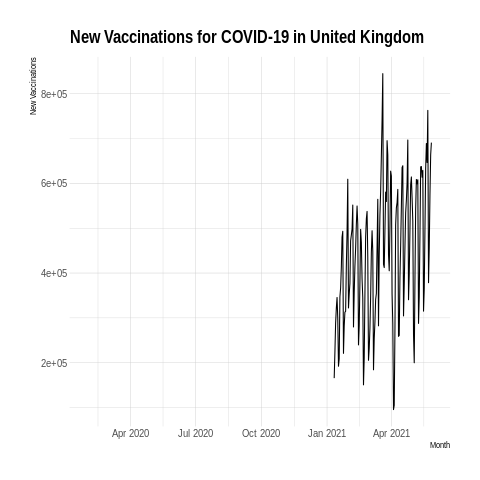 New Vaccinations for COVID-19 in United Kingdom
New Vaccinations
8e+05
6e+05
4e+05
2e+05
Apr 2020 Jul 2020 Oct 2020 Jan 2021 Apr 2021
Month